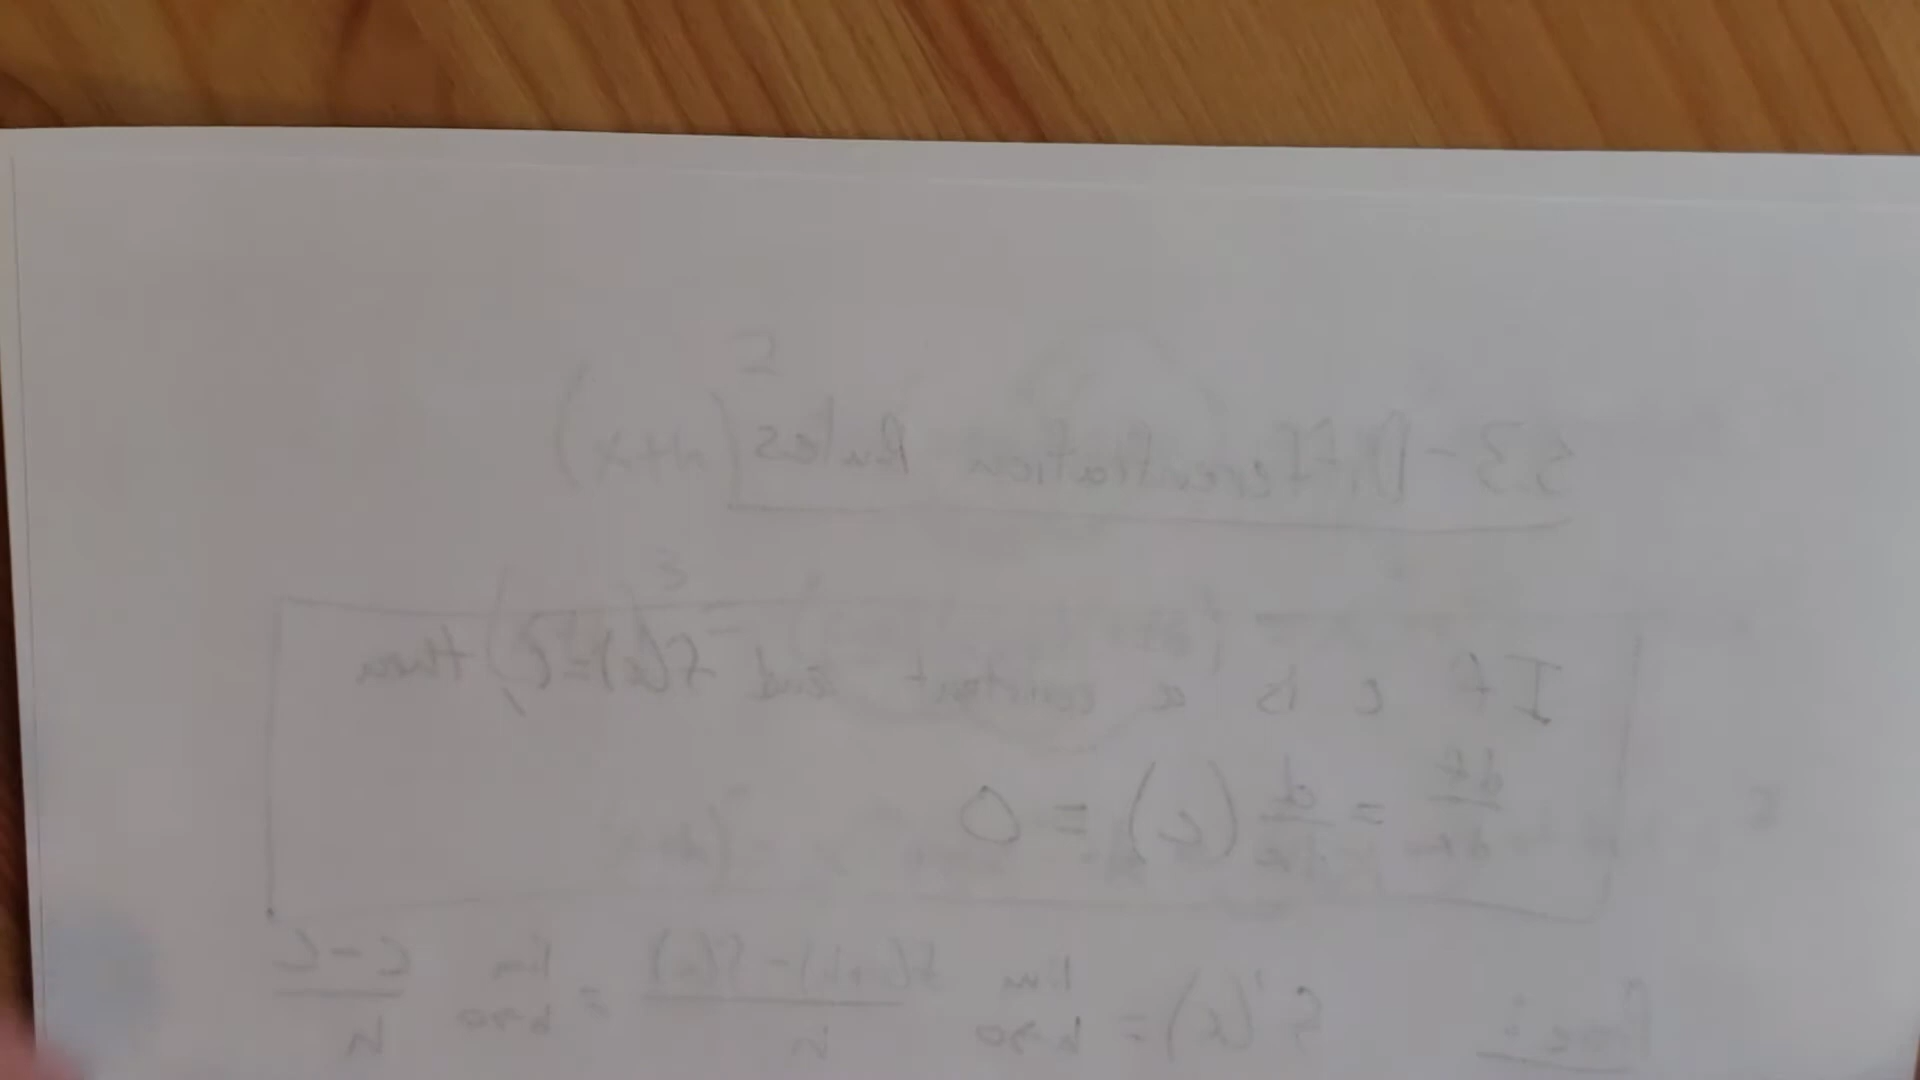 3.3 - Differentiation Rules
If c is a constant and f(x)=c, then
df/dx = d/dx (c) = 0
Proof: f'(x) = lim h→0 f(x+h) - f(x) / h = lim h→0 c-c / h